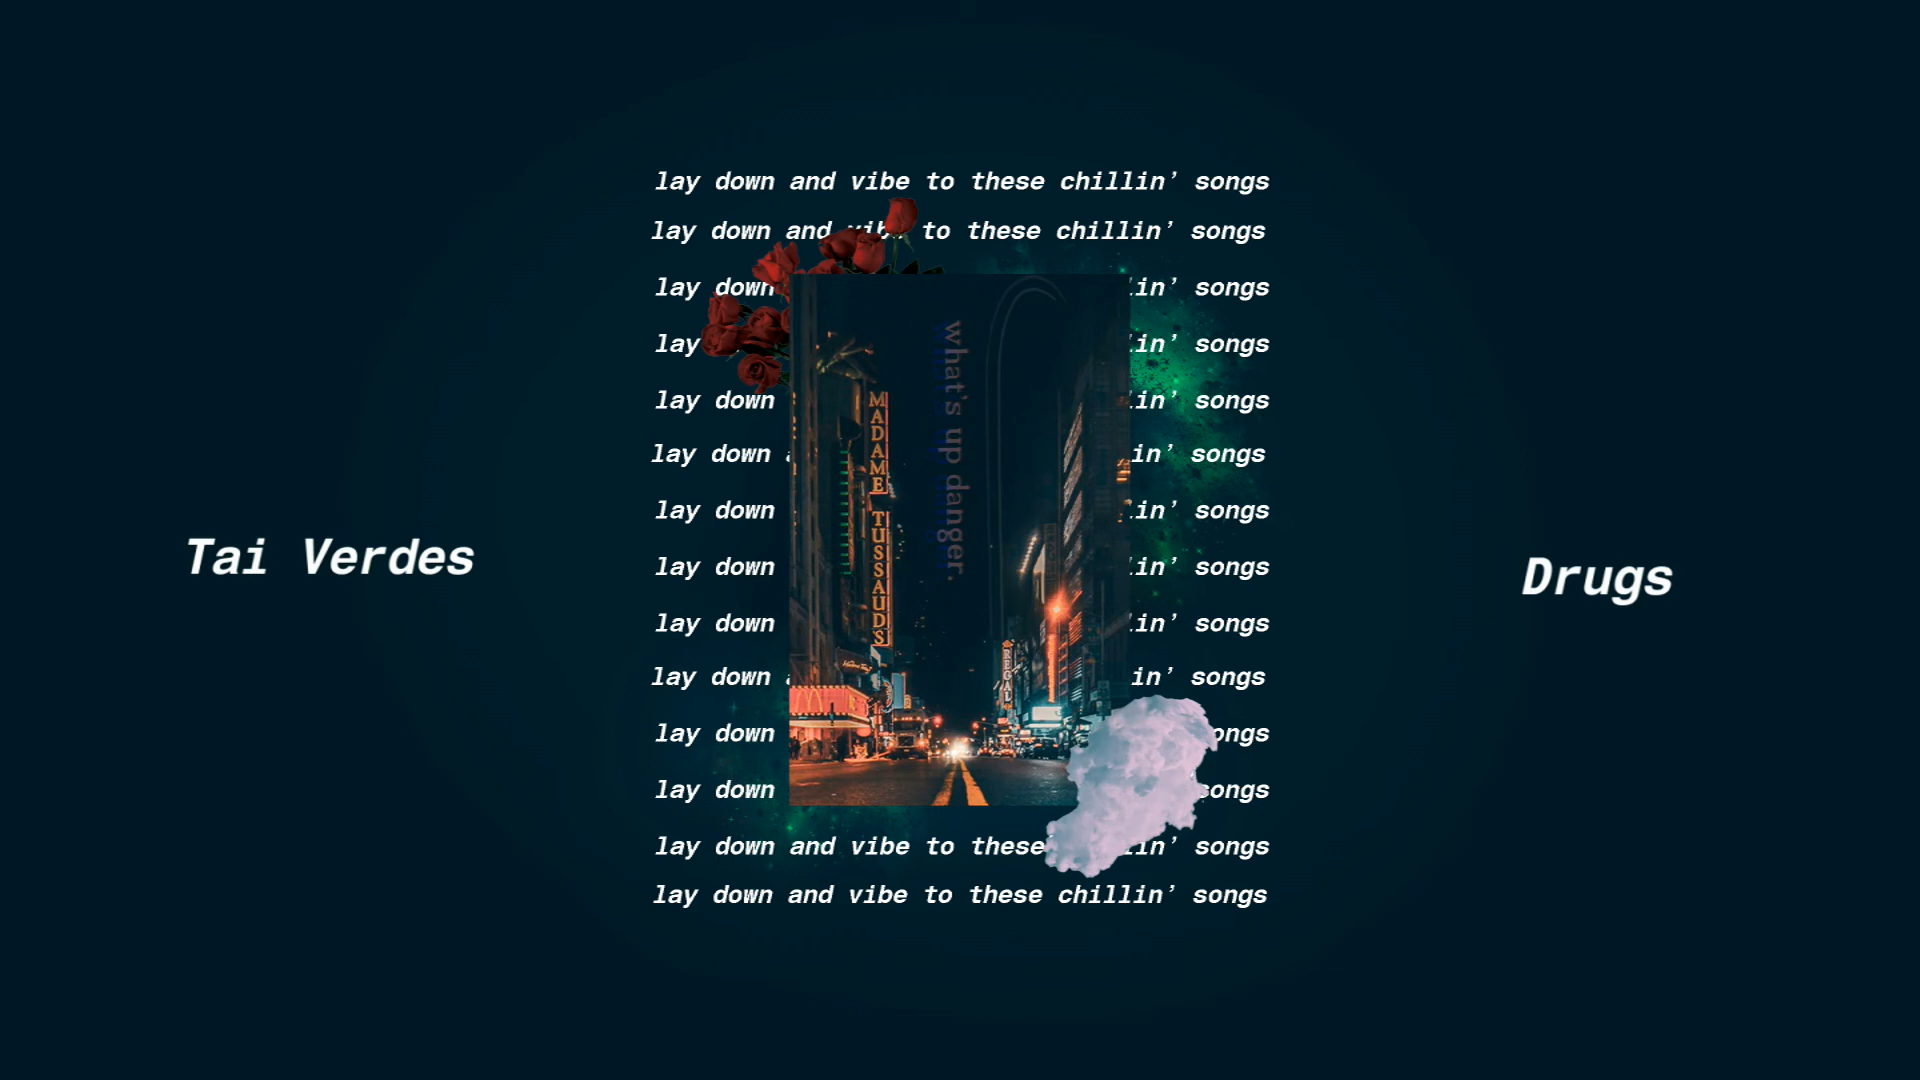 lay down and vibe to these chillin’ songs
lay down and vibe to these chillin’ songs
lay down in’ songs
lay in’ songs
lay down in’ songs
lay down in’ songs
lay down in’ songs
lay down in’ songs
lay down in’ songs
lay down in’ songs
lay down ongs
lay down songs
lay down and vibe to these in’ songs
lay down and vibe to these chillin’ songs
what's up danger.
MADAME TUSSAUDS
REGAL
Tai Verdes
Drugs